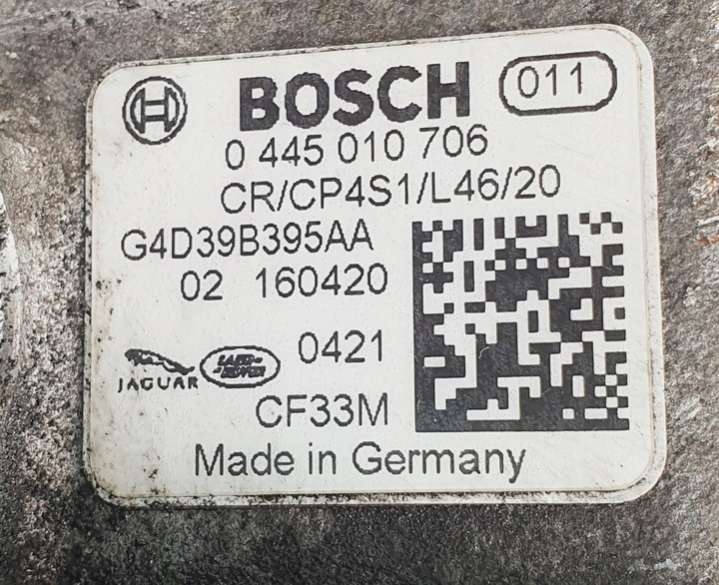 BOSCH 011
0 445 010 706
CR/CP4S1/L46/20
G4D39B395AA
02 160420
JAGUAR LAND-ROVER 0421
CF33M
Made in Germany